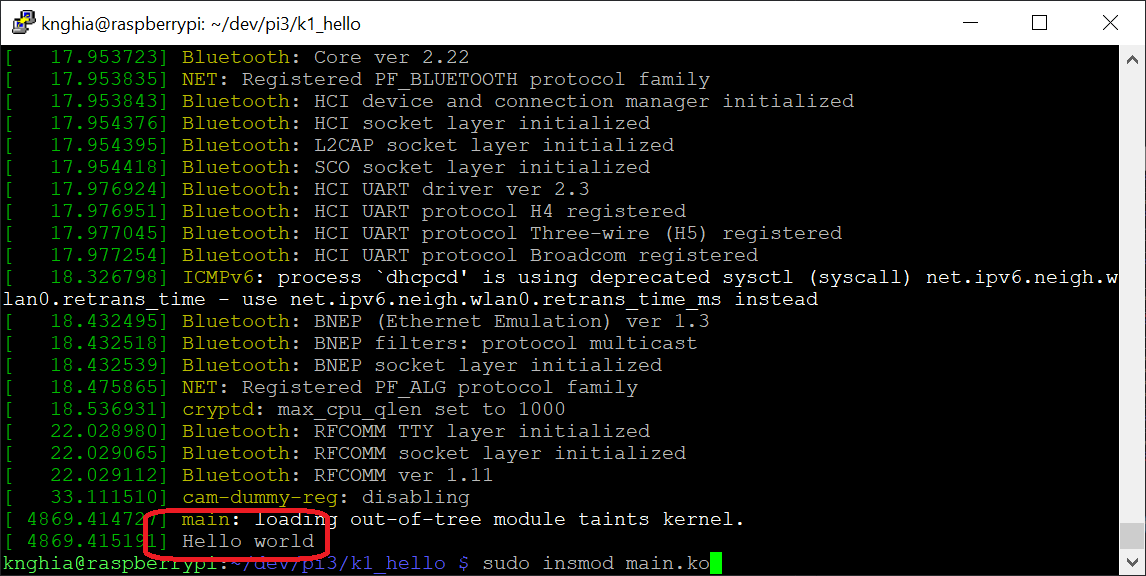 knghia@raspberrypi: ~/dev/pi3/k1_hello
[   17.953723] Bluetooth: Core ver 2.22
[   17.953835] NET: Registered PF_BLUETOOTH protocol family
[   17.953843] Bluetooth: HCI device and connection manager initialized
[   17.954376] Bluetooth: HCI socket layer initialized
[   17.954395] Bluetooth: L2CAP socket layer initialized
[   17.954418] Bluetooth: SCO socket layer initialized
[   17.976924] Bluetooth: HCI UART driver ver 2.3
[   17.976951] Bluetooth: HCI UART protocol H4 registered
[   17.977045] Bluetooth: HCI UART protocol Three-wire (H5) registered
[   17.977254] Bluetooth: HCI UART protocol Broadcom registered
[   18.326798] ICMPv6: process `dhcpcd' is using deprecated sysctl (syscall) net.ipv6.neigh.w
lan0.retrans_time - use net.ipv6.neigh.wlan0.retrans_time_ms instead
[   18.432495] Bluetooth: BNEP (Ethernet Emulation) ver 1.3
[   18.432518] Bluetooth: BNEP filters: protocol multicast
[   18.432539] Bluetooth: BNEP socket layer initialized
[   18.475865] NET: Registered PF_ALG protocol family
[   18.536931] cryptd: max_cpu_qlen set to 1000
[   22.028980] Bluetooth: RFCOMM TTY layer initialized
[   22.029065] Bluetooth: RFCOMM socket layer initialized
[   22.029112] Bluetooth: RFCOMM ver 1.11
[   33.111510] cam-dummy-reg: disabling
[ 4869.414727] main: loading out-of-tree module taints kernel.
[ 4869.415191] Hello world
knghia@raspberrypi:~/dev/pi3/k1_hello $ sudo insmod main.ko